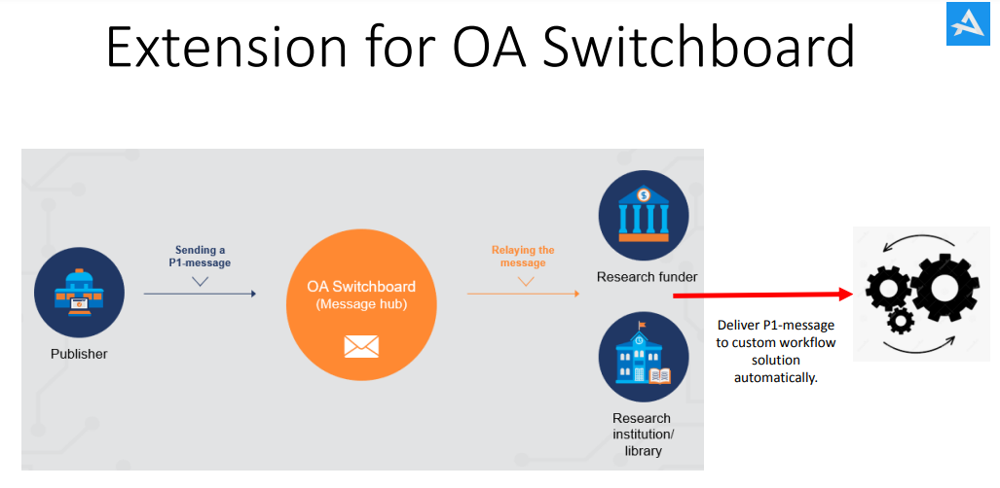 Extension for OA Switchboard
Sending a
P1-message
Publisher
OA Switchboard
(Message hub)
Relaying the
message
$
Research funder
Research
institution/
library
Deliver P1-message
to custom workflow
solution
automatically.